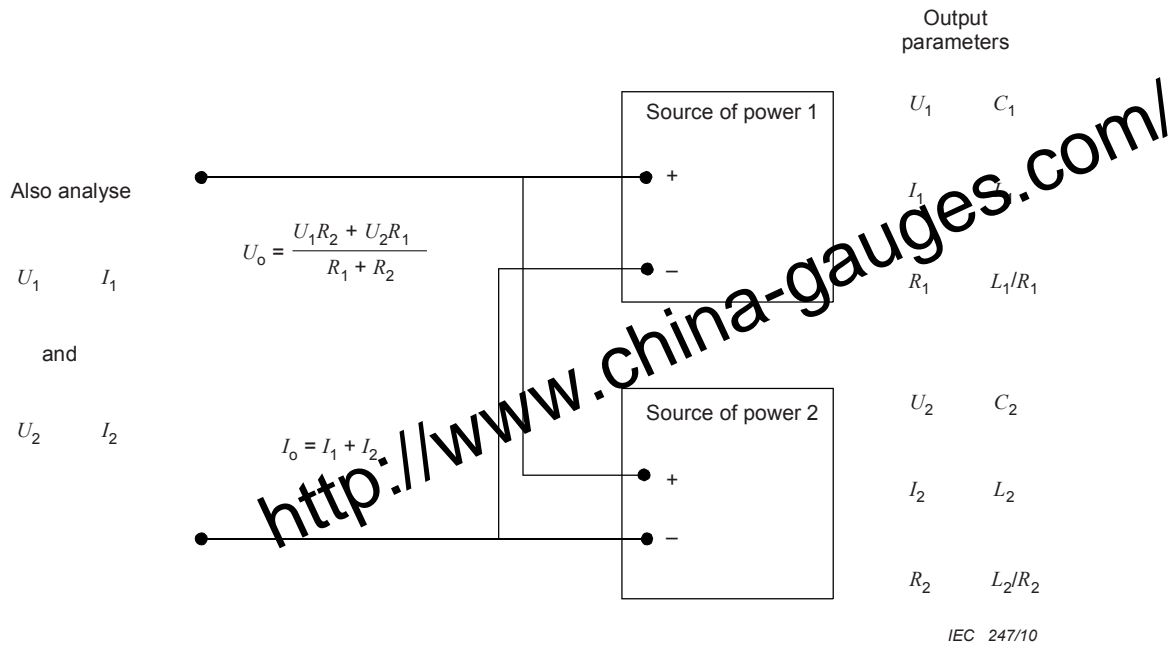 Output
parameters
Source of power 1
U₁ C₁
+
Also analyse
I₁
U₀ = U₁R₂ + U₂R₁ / R₁ + R₂
–
U₁ I₁
R₁ L₁/R₁
and
Source of power 2
U₂ C₂
U₂ I₂
I₀ = I₁ + I₂
+
I₂ L₂
–
R₂ L₂/R₂
IEC 247/10
http://www.china-gauges.com/